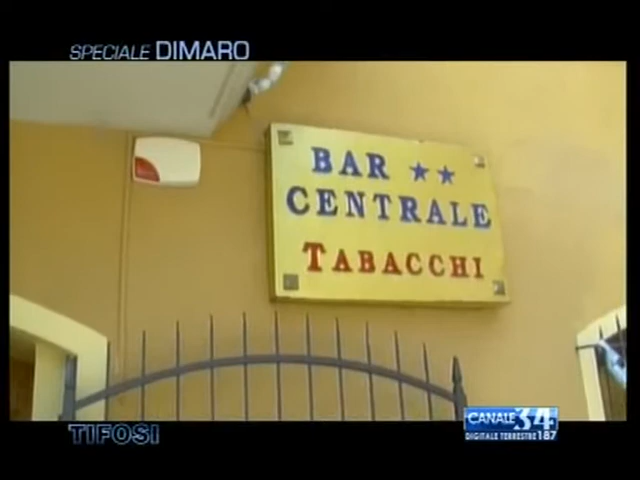 SPECIALE DIMARO
BAR ★★
CENTRALE
TABACCHI
TIFOSI
CANALE 34
DIGITALE TERRESTRE 187